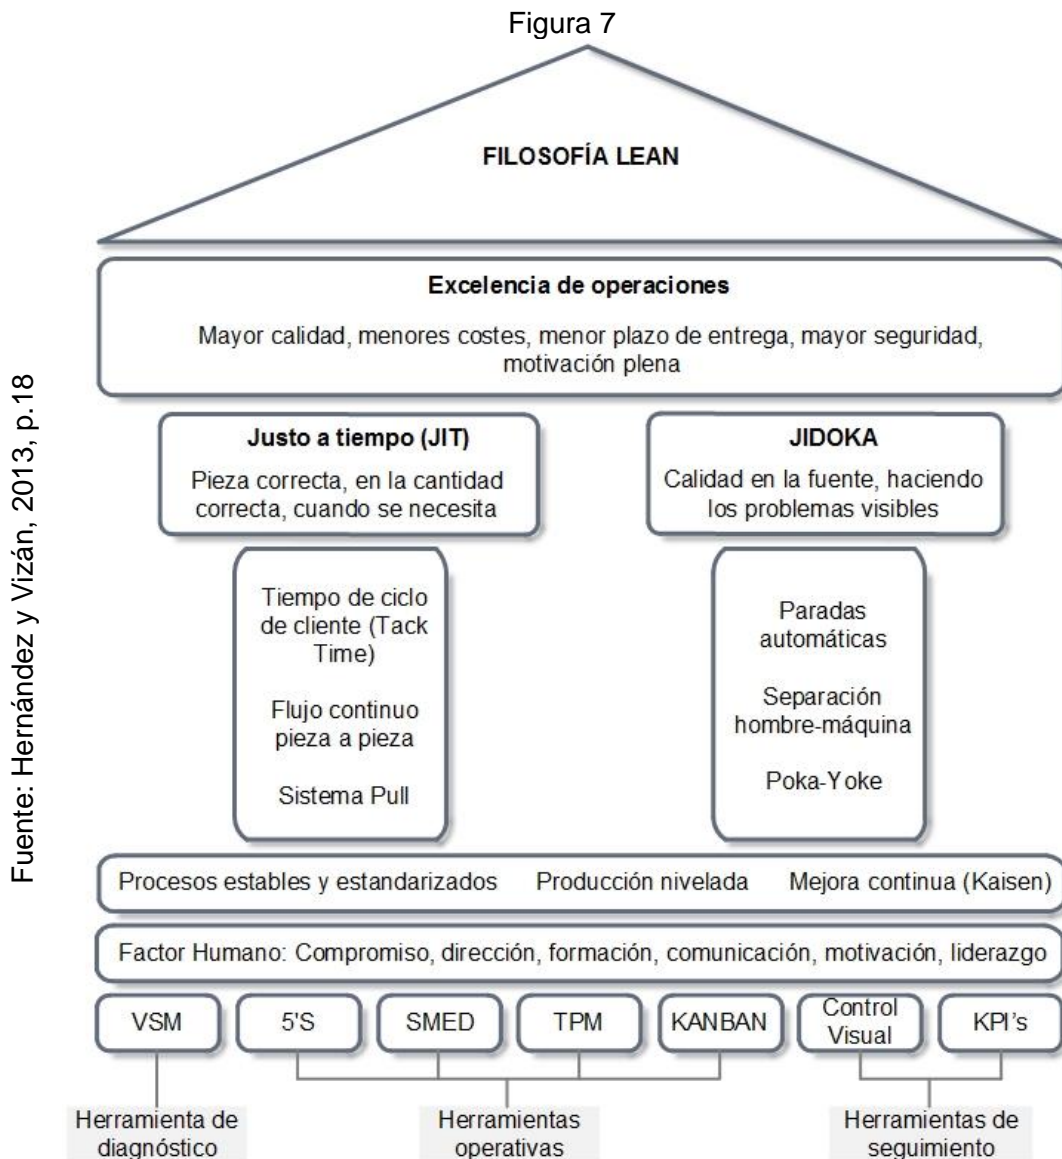 Figura 7
FILOSOFÍA LEAN
Excelencia de operaciones
Mayor calidad, menores costes, menor plazo de entrega, mayor seguridad,
motivación plena
Justo a tiempo (JIT)
Pieza correcta, en la cantidad
correcta, cuando se necesita
JIDOKA
Calidad en la fuente, haciendo
los problemas visibles
Tiempo de ciclo
de cliente (Tack
Time)
Flujo continuo
pieza a pieza
Sistema Pull
Paradas
automáticas
Separación
hombre-máquina
Poka-Yoke
Procesos estables y estandarizados Producción nivelada Mejora continua (Kaisen)
Factor Humano: Compromiso, dirección, formación, comunicación, motivación, liderazgo
VSM
5'S
SMED
TPM
KANBAN
Control
Visual
KPI's
Herramienta de
diagnóstico
Herramientas
operativas
Herramientas de
seguimiento
Fuente: Hernández y Vizán, 2013, p.18